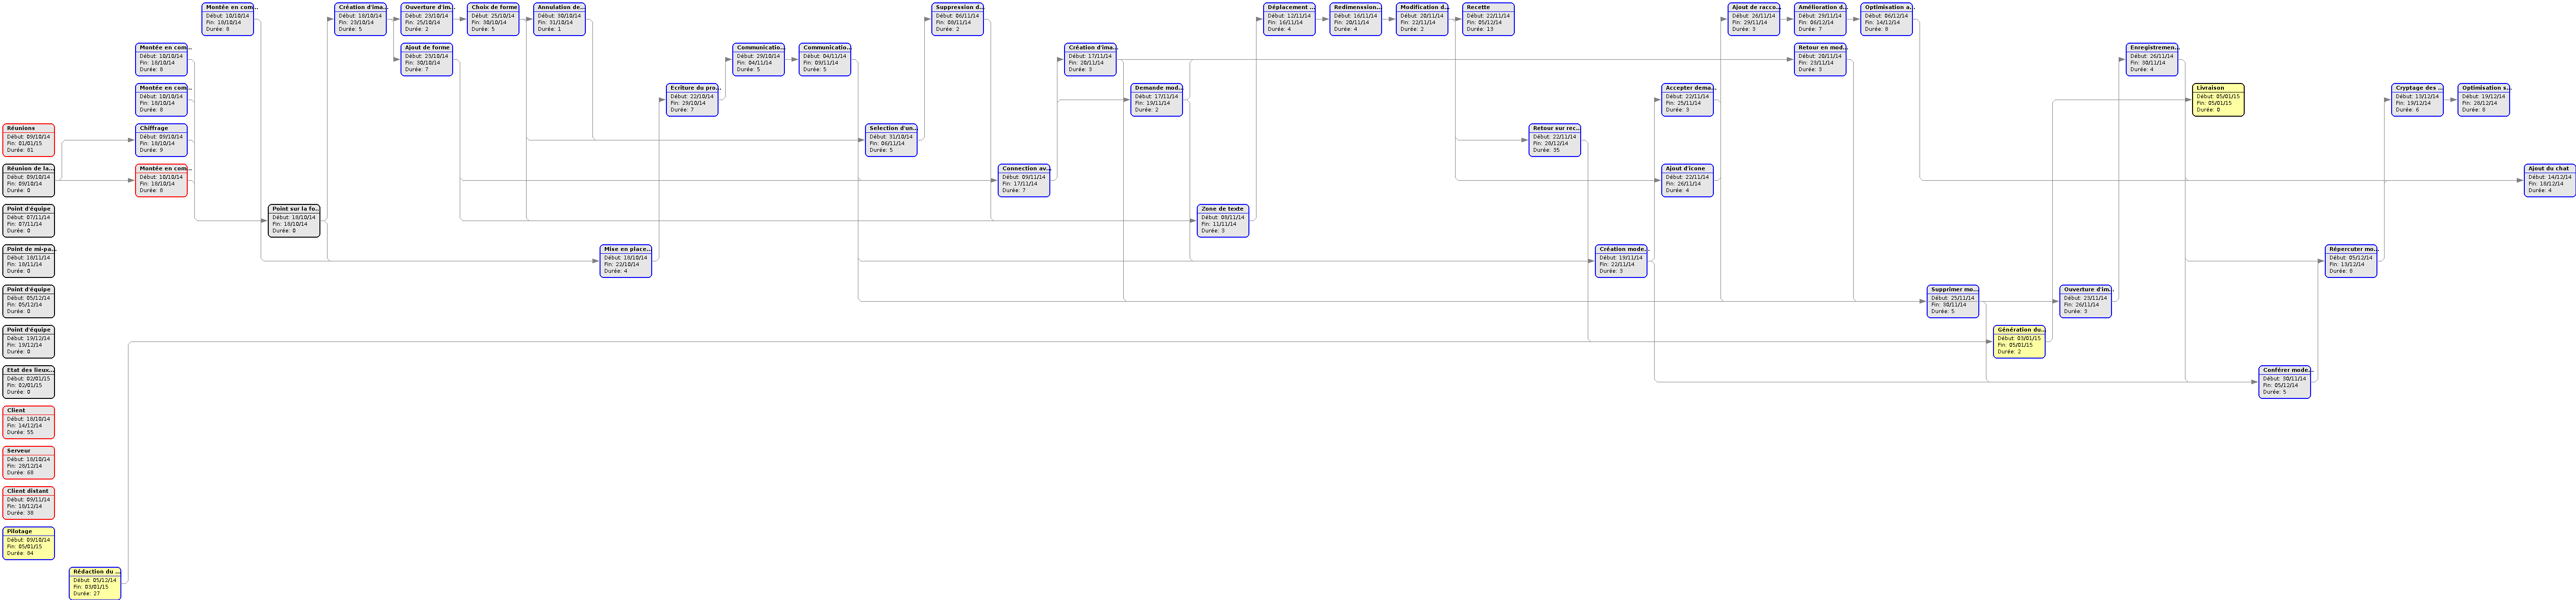 Montée en com...
Début: 10/10/14
Fin: 18/10/14
Durée: 8
Création d'ima...
Début: 18/10/14
Fin: 23/10/14
Durée: 5
Ouverture d'im...
Début: 23/10/14
Fin: 25/10/14
Durée: 2
Choix de forme
Début: 25/10/14
Fin: 30/10/14
Durée: 5
Annulation de...
Début: 30/10/14
Fin: 31/10/14
Durée: 1
Suppression d...
Début: 06/11/14
Fin: 08/11/14
Durée: 2
Déplacement ...
Début: 12/11/14
Fin: 16/11/14
Durée: 4
Redimenssion...
Début: 16/11/14
Fin: 20/11/14
Durée: 4
Modification d...
Début: 20/11/14
Fin: 22/11/14
Durée: 2
Recette
Début: 22/11/14
Fin: 05/12/14
Durée: 13
Ajout de racco...
Début: 26/11/14
Fin: 29/11/14
Durée: 3
Amélioration d...
Début: 29/11/14
Fin: 06/12/14
Durée: 7
Optimisation a...
Début: 06/12/14
Fin: 14/12/14
Durée: 8
Montée en com...
Début: 10/10/14
Fin: 18/10/14
Durée: 8
Ajout de forme
Début: 23/10/14
Fin: 30/10/14
Durée: 7
Communicatio...
Début: 29/10/14
Fin: 04/11/14
Durée: 5
Communicatio...
Début: 04/11/14
Fin: 09/11/14
Durée: 5
Création d'ima...
Début: 17/11/14
Fin: 20/11/14
Durée: 3
Retour en mod...
Début: 20/11/14
Fin: 23/11/14
Durée: 3
Enregistremen...
Début: 26/11/14
Fin: 30/11/14
Durée: 4
Montée en com...
Début: 10/10/14
Fin: 18/10/14
Durée: 8
Ecriture du pro...
Début: 22/10/14
Fin: 29/10/14
Durée: 7
Demande mod...
Début: 17/11/14
Fin: 19/11/14
Durée: 2
Accepter dema...
Début: 22/11/14
Fin: 25/11/14
Durée: 3
Livraison
Début: 05/01/15
Fin: 05/01/15
Durée: 0
Cryptage des ...
Début: 13/12/14
Fin: 19/12/14
Durée: 6
Optimisation s...
Début: 19/12/14
Fin: 28/12/14
Durée: 8
Réunions
Début: 09/10/14
Fin: 01/01/15
Durée: 81
Chiffrage
Début: 09/10/14
Fin: 18/10/14
Durée: 9
Selection d'un...
Début: 31/10/14
Fin: 06/11/14
Durée: 5
Retour sur rec...
Début: 22/11/14
Fin: 28/12/14
Durée: 35
Réunion de la...
Début: 09/10/14
Fin: 09/10/14
Durée: 0
Montée en com...
Début: 10/10/14
Fin: 18/10/14
Durée: 8
Connection av...
Début: 09/11/14
Fin: 17/11/14
Durée: 7
Ajout d'icone
Début: 22/11/14
Fin: 26/11/14
Durée: 4
Ajout du chat
Début: 14/12/14
Fin: 18/12/14
Durée: 4
Point d'équipe
Début: 07/11/14
Fin: 07/11/14
Durée: 0
Point sur la fo...
Début: 18/10/14
Fin: 18/10/14
Durée: 0
Zone de texte
Début: 08/11/14
Fin: 11/11/14
Durée: 3
Point de mi-pa...
Début: 18/11/14
Fin: 18/11/14
Durée: 0
Mise en place...
Début: 18/10/14
Fin: 22/10/14
Durée: 4
Création mode...
Début: 19/11/14
Fin: 22/11/14
Durée: 3
Répercuter mo...
Début: 05/12/14
Fin: 13/12/14
Durée: 8
Point d'équipe
Début: 05/12/14
Fin: 05/12/14
Durée: 0
Supprimer mo...
Début: 25/11/14
Fin: 30/11/14
Durée: 5
Ouverture d'im...
Début: 23/11/14
Fin: 26/11/14
Durée: 3
Point d'équipe
Début: 19/12/14
Fin: 19/12/14
Durée: 0
Génération du...
Début: 03/01/15
Fin: 05/01/15
Durée: 2
Etat des lieux...
Début: 02/01/15
Fin: 02/01/15
Durée: 0
Conférer mode...
Début: 30/11/14
Fin: 05/12/14
Durée: 5
Client
Début: 18/10/14
Fin: 14/12/14
Durée: 55
Serveur
Début: 18/10/14
Fin: 28/12/14
Durée: 68
Client distant
Début: 09/11/14
Fin: 18/12/14
Durée: 38
Pilotage
Début: 09/10/14
Fin: 05/01/15
Durée: 84
Rédaction du ...
Début: 05/12/14
Fin: 03/01/15
Durée: 27